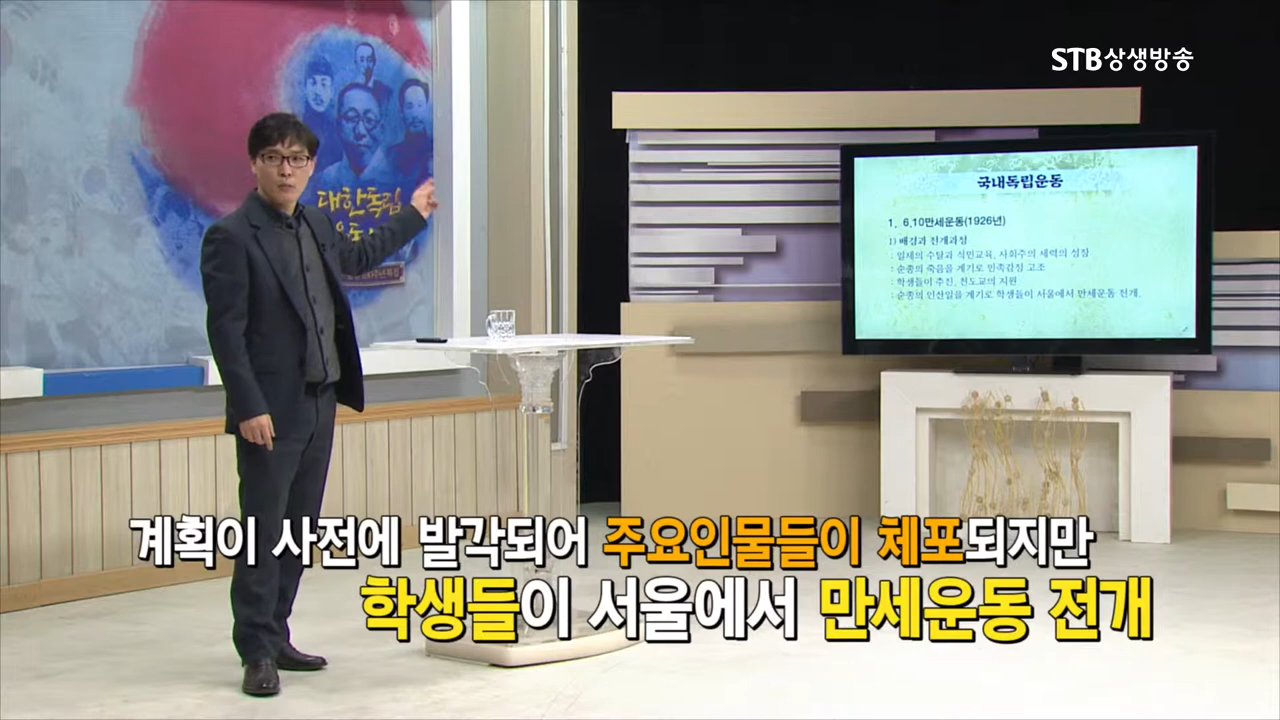 STB상생방송
대한독립
국내독립운동
1. 6.10만세운동(1926년)
1) 배경과 전개과정
: 일제의 수탈과 식민교육, 사회주의 세력의 성장
: 순종의 죽음을 계기로 민족감정 고조
: 학생들이 추진, 천도교의 지원
: 순종의 인산일을 계기로 학생들이 서울에서 만세운동 전개.
계획이 사전에 발각되어 주요인물들이 체포되지만
학생들이 서울에서 만세운동 전개